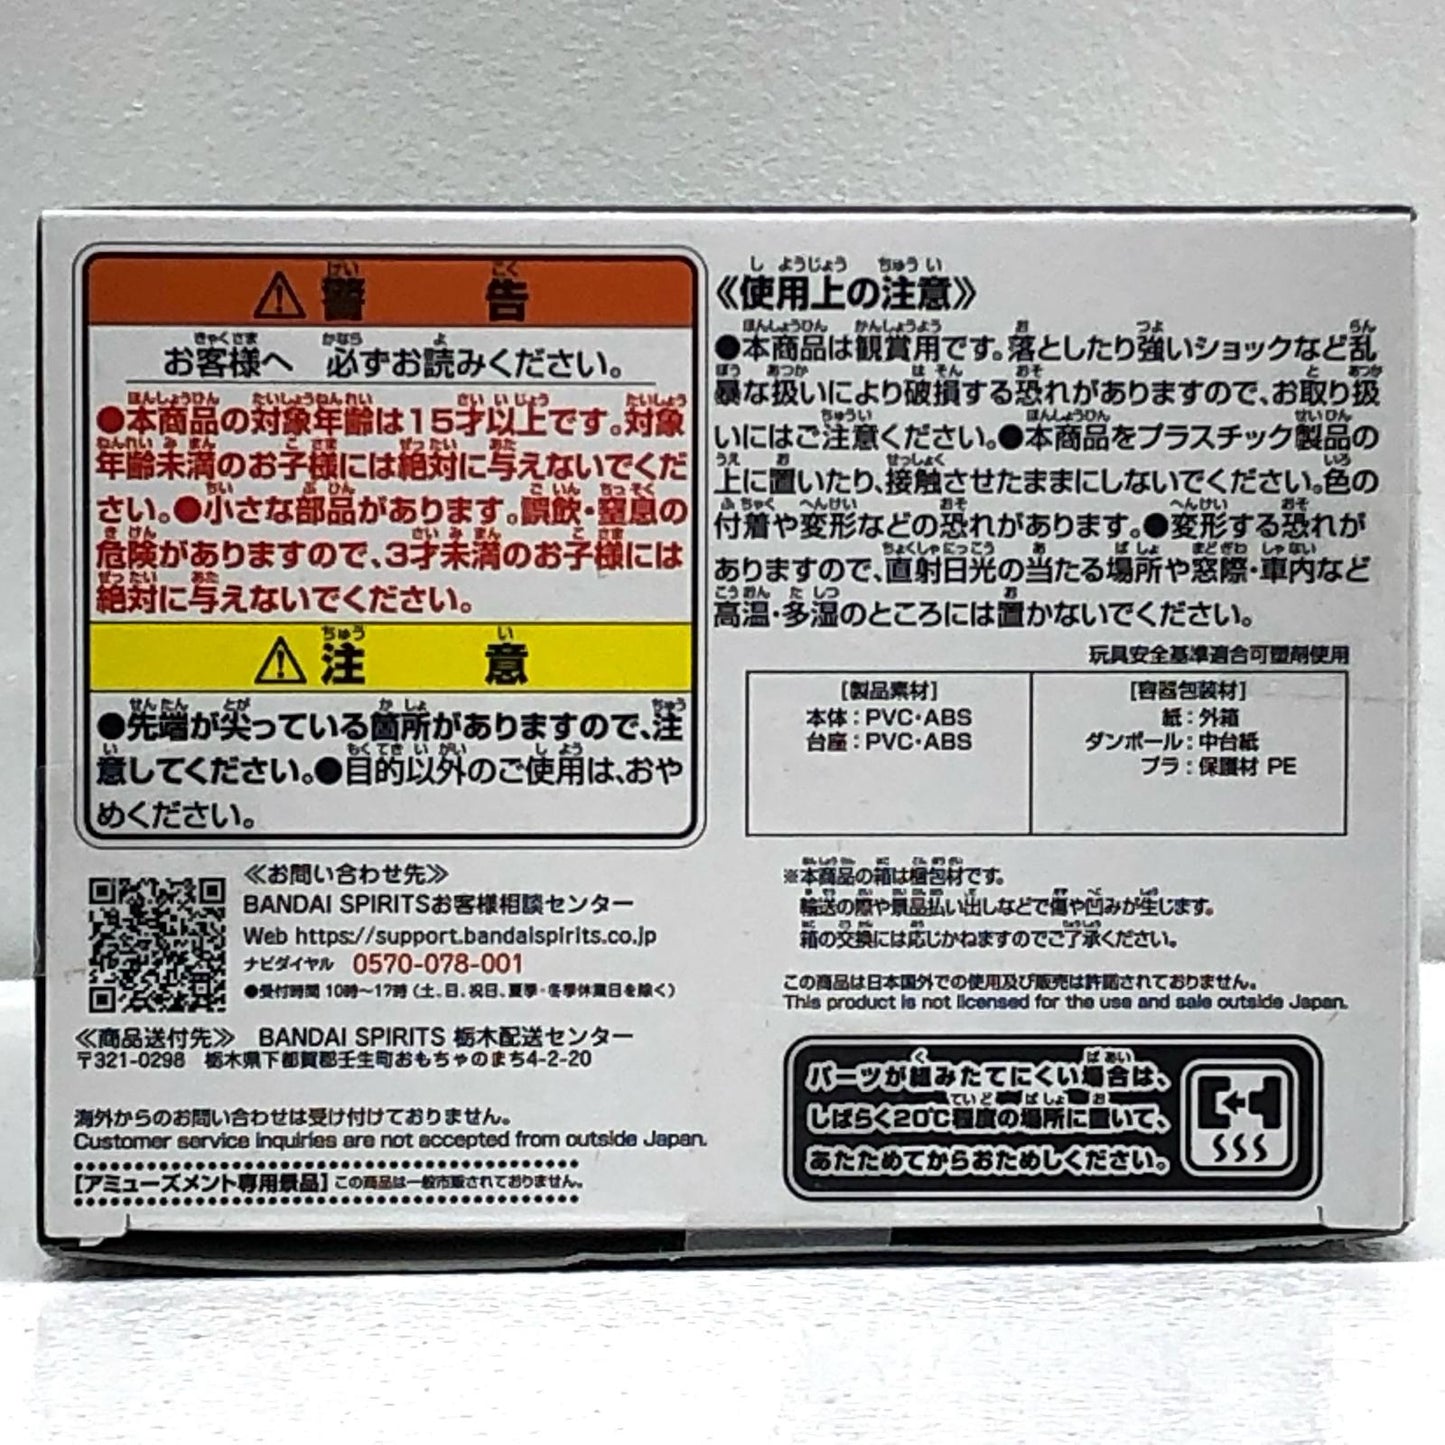 警告
お客様へ 必ずお読みください。
●本商品の対象年齢は15才以上です。対象
年齢未満のお子様には絶対に与えないでくだ
さい。●小さな部品があります。誤飲・窒息の
危険がありますので、3才未満のお子様には
絶対に与えないでください。
注意
●先端が尖っている箇所がありますので、注
意してください。●目的以外のご使用は、おや
めください。
≪お問い合わせ先≫
BANDAI SPIRITSお客様相談センター
Web https://support.bandaispirits.co.jp
ナビダイヤル 0570-078-001
●受付時間 10時～17時（土、日、祝日、夏季・冬季休業日を除く）
≪商品送付先≫ BANDAI SPIRITS 栃木配送センター
〒321-0298 栃木県下都賀郡壬生町おもちゃのまち4-2-20
海外からのお問い合わせは受け付けておりません。
Customer service inquiries are not accepted from outside Japan.
【アミューズメント専用景品】この商品は一般市販されておりません。
《使用上の注意》
●本商品は観賞用です。落としたり強いショックなど乱
暴な扱いにより破損する恐れがありますので、お取り扱
いにはご注意ください。●本商品をプラスチック製品の
上に置いたり、接触させたままにしないでください。色の
付着や変形などの恐れがあります。●変形する恐れが
ありますので、直射日光の当たる場所や窓際・車内など
高温・多湿のところには置かないでください。
玩具安全基準適合可塑剤使用
［製品素材］
本体：PVC・ABS
台座：PVC・ABS
［容器包装材］
紙：外箱
ダンボール：中台紙
プラ：保護材 PE
※本商品の箱は梱包材です。
輸送の際や景品払い出しなどで傷や凹みが生じます。
箱の交換には応じかねますのでご了承ください。
この商品は日本国外での使用及び販売は許諾されておりません。
This product is not licensed for the use and sale outside Japan.
パーツが組みたてにくい場合は、
しばらく20℃程度の場所に置いて、
あたためてからおためしください。